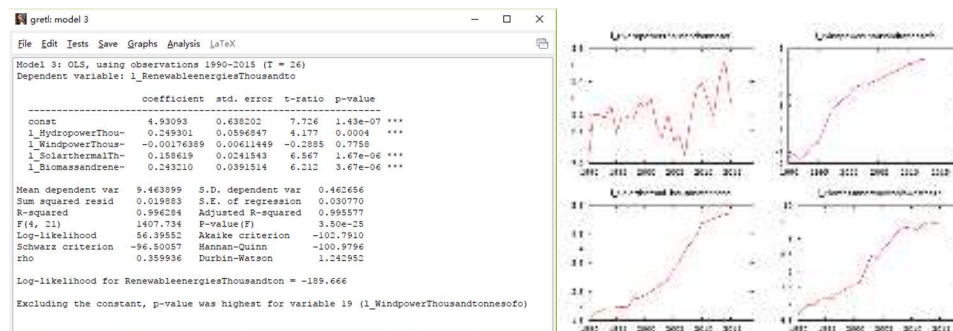 gretl: model 3
File Edit Tests Save Graphs Analysis LaTeX
Model 3: OLS, using observations 1990-2015 (T = 26)
Dependent variable: l_RenewableenergiesThousandto
coefficient std. error t-ratio p-value
const 4.93093 0.638202 7.726 1.43e-07 ***
l_HydropowerThou~ 0.249301 0.0596847 4.177 0.0004 ***
l_WindpowerThous~ -0.00176389 0.00611449 -0.2885 0.7758
l_SolarthermalTh~ 0.158619 0.0241543 6.567 1.67e-06 ***
l_Biomassandrene~ 0.243210 0.0391514 6.212 3.67e-06 ***
Mean dependent var 9.463899 S.D. dependent var 0.462656
Sum squared resid 0.019883 S.E. of regression 0.030770
R-squared 0.996284 Adjusted R-squared 0.995577
F(4, 21) 1407.734 P-value(F) 3.50e-25
Log-likelihood 56.39552 Akaike criterion -102.7910
Schwarz criterion -96.50057 Hannan-Quinn -100.9796
rho 0.359936 Durbin-Watson 1.242952
Log-likelihood for RenewableenergiesThousandton = -189.666
Excluding the constant, p-value was highest for variable 19 (l_WindpowerThousandtonnesofo)